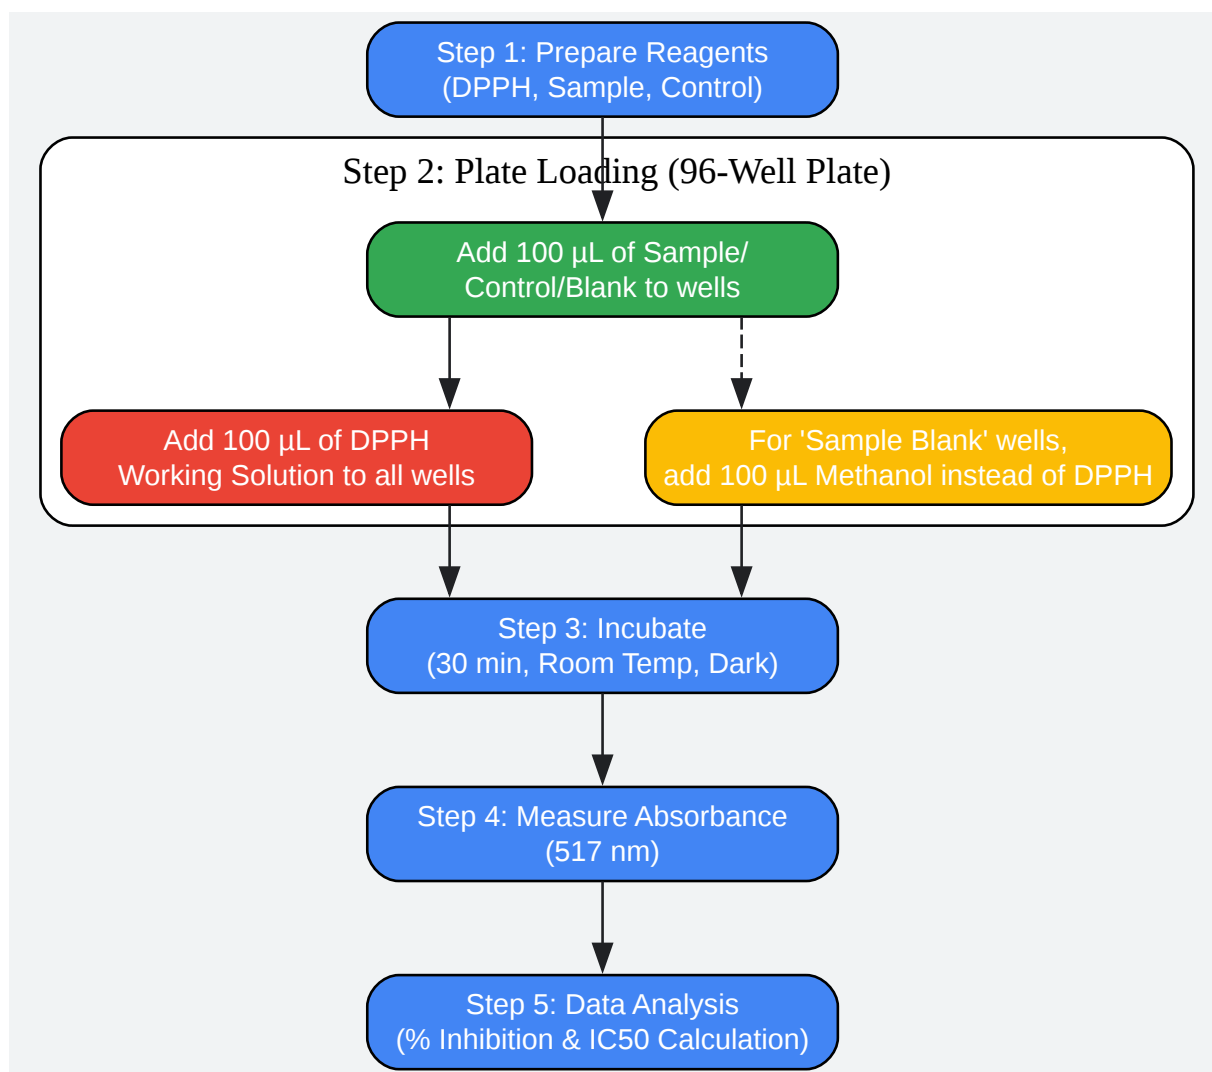 Step 1: Prepare Reagents
(DPPH, Sample, Control)
Step 2: Plate Loading (96-Well Plate)
Add 100 µL of Sample/
Control/Blank to wells
Add 100 µL of DPPH
Working Solution to all wells
For 'Sample Blank' wells,
add 100 µL Methanol instead of DPPH
Step 3: Incubate
(30 min, Room Temp, Dark)
Step 4: Measure Absorbance
(517 nm)
Step 5: Data Analysis
(% Inhibition & IC50 Calculation)